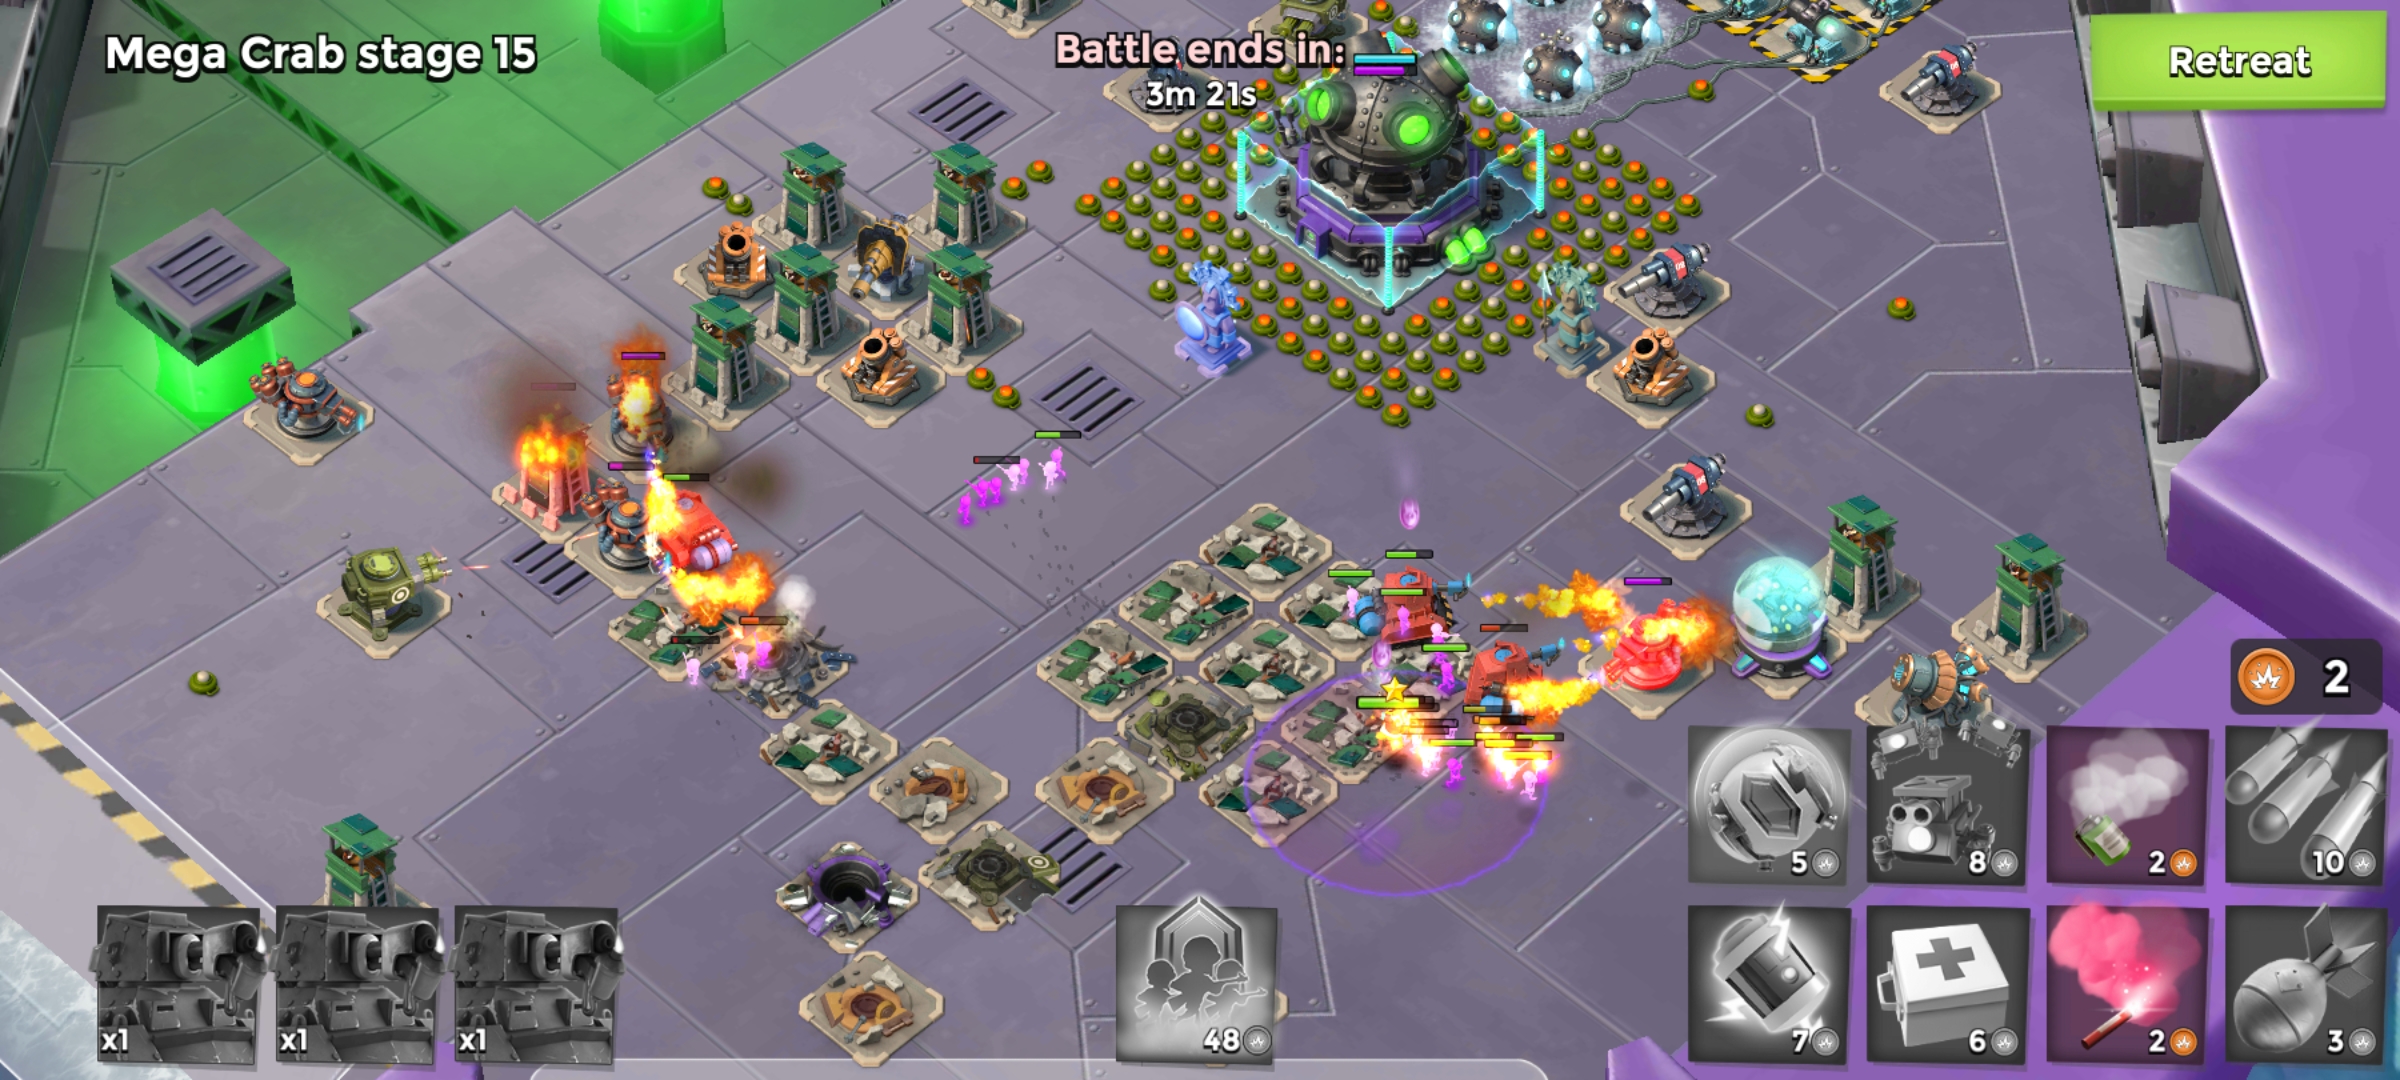 Mega Crab stage 15
Battle ends in:
3m 21s
Retreat
2
5
8
2
10
x1
x1
x1
48
7
6
2
3